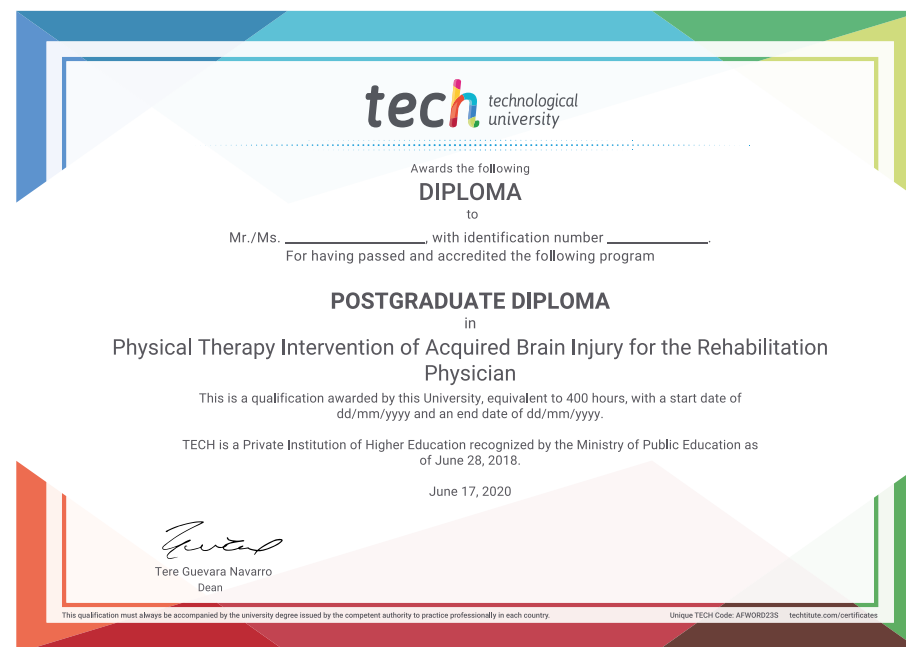 tech technological
university
Awards the following
DIPLOMA
to
Mr./Ms. ____________________, with identification number ______________.
For having passed and accredited the following program
POSTGRADUATE DIPLOMA
in
Physical Therapy Intervention of Acquired Brain Injury for the Rehabilitation
Physician
This is a qualification awarded by this University, equivalent to 400 hours, with a start date of
dd/mm/yyyy and an end date of dd/mm/yyyy.
TECH is a Private Institution of Higher Education recognized by the Ministry of Public Education as
of June 28, 2018.
June 17, 2020
Tere Guevara Navarro
Dean
This qualification must always be accompanied by the university degree issued by the competent authority to practice professionally in each country. Unique TECH Code: AFWORD23S techtitute.com/certificates